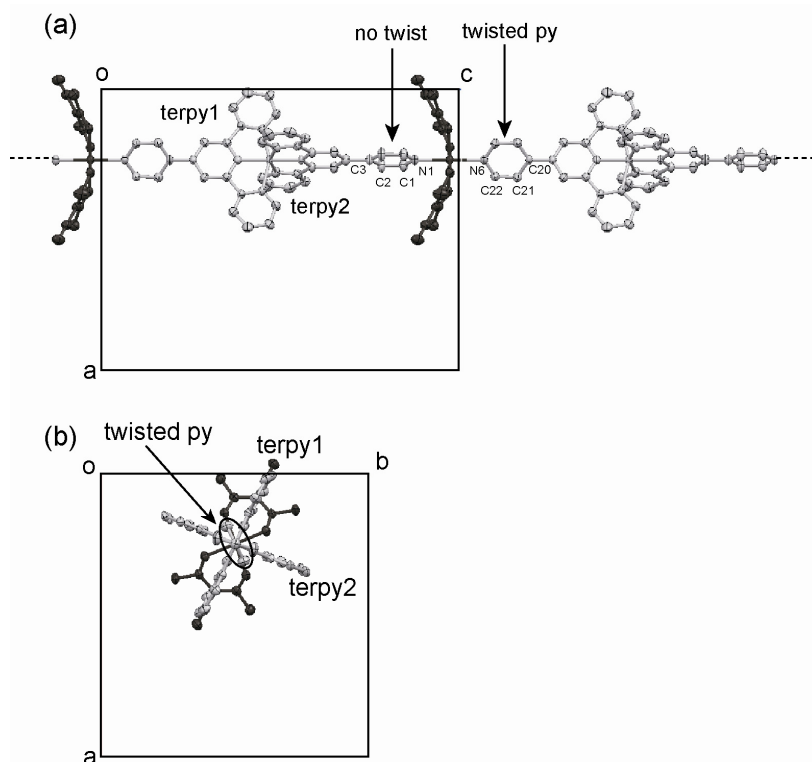 (a)
no twist
twisted py
o
c
terpy1
C3
C2
C1
N1
N6
C20
C22
C21
terpy2
a
(b)
twisted py
terpy1
o
b
terpy2
a